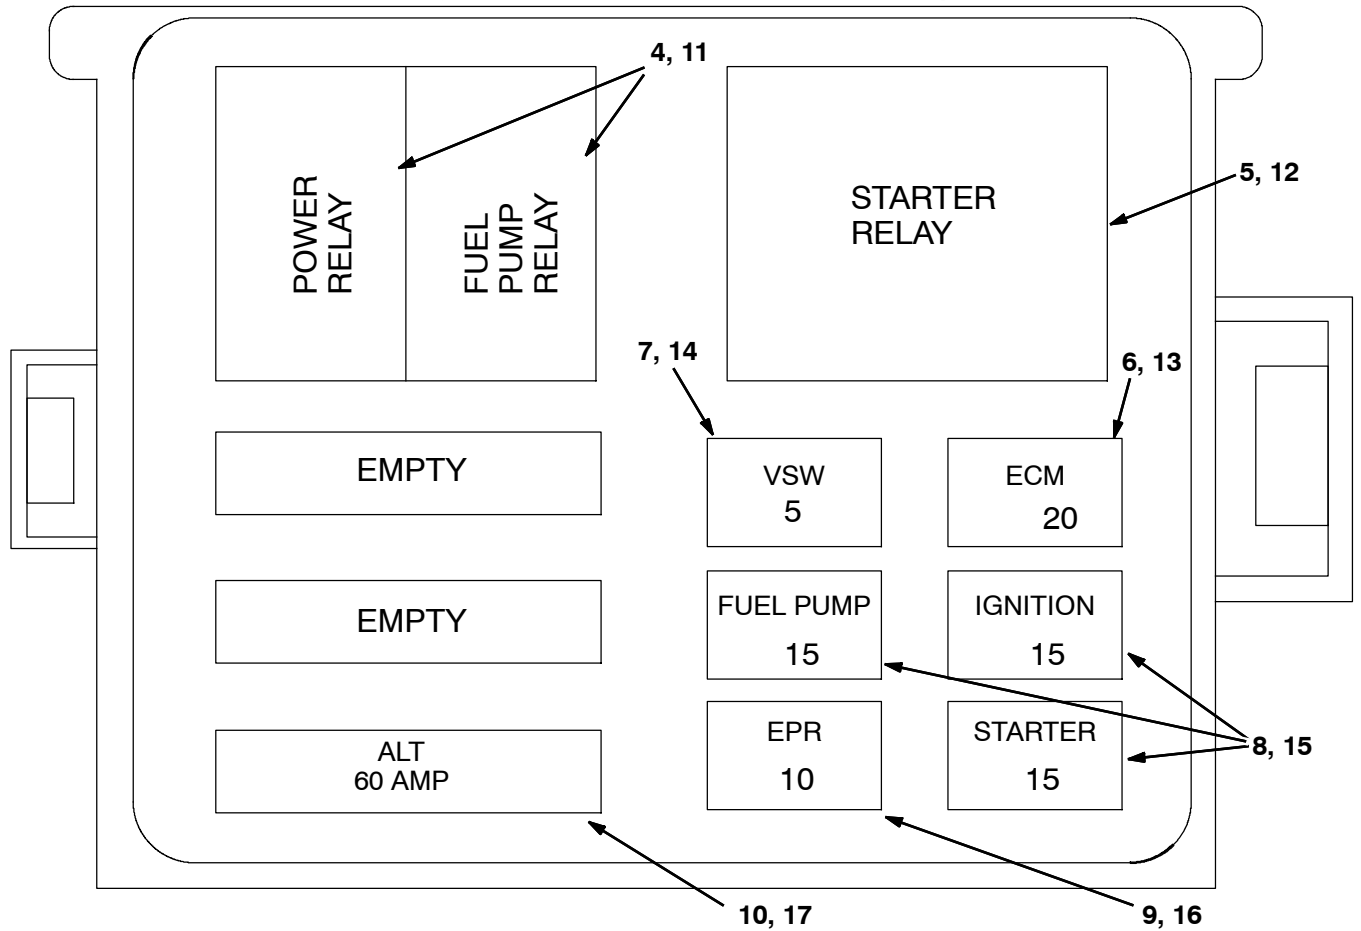 4, 11
POWER
RELAY
FUEL
PUMP
RELAY
STARTER
RELAY
5, 12
7, 14
6, 13
EMPTY
VSW
5
ECM
20
EMPTY
FUEL PUMP
15
IGNITION
15
8, 15
ALT
60 AMP
EPR
10
STARTER
15
10, 17
9, 16